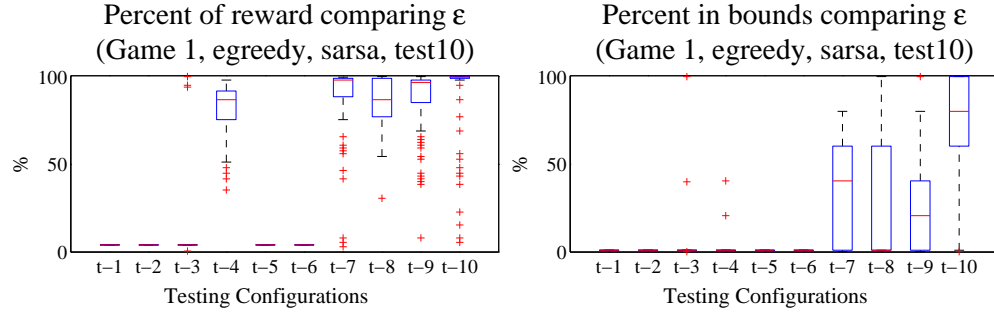 Percent of reward comparing ε
(Game 1, egreedy, sarsa, test10)
100
50
0
%
t−1 t−2 t−3 t−4 t−5 t−6 t−7 t−8 t−9 t−10
Testing Configurations
Percent in bounds comparing ε
(Game 1, egreedy, sarsa, test10)
100
50
0
%
t−1 t−2 t−3 t−4 t−5 t−6 t−7 t−8 t−9 t−10
Testing Configurations